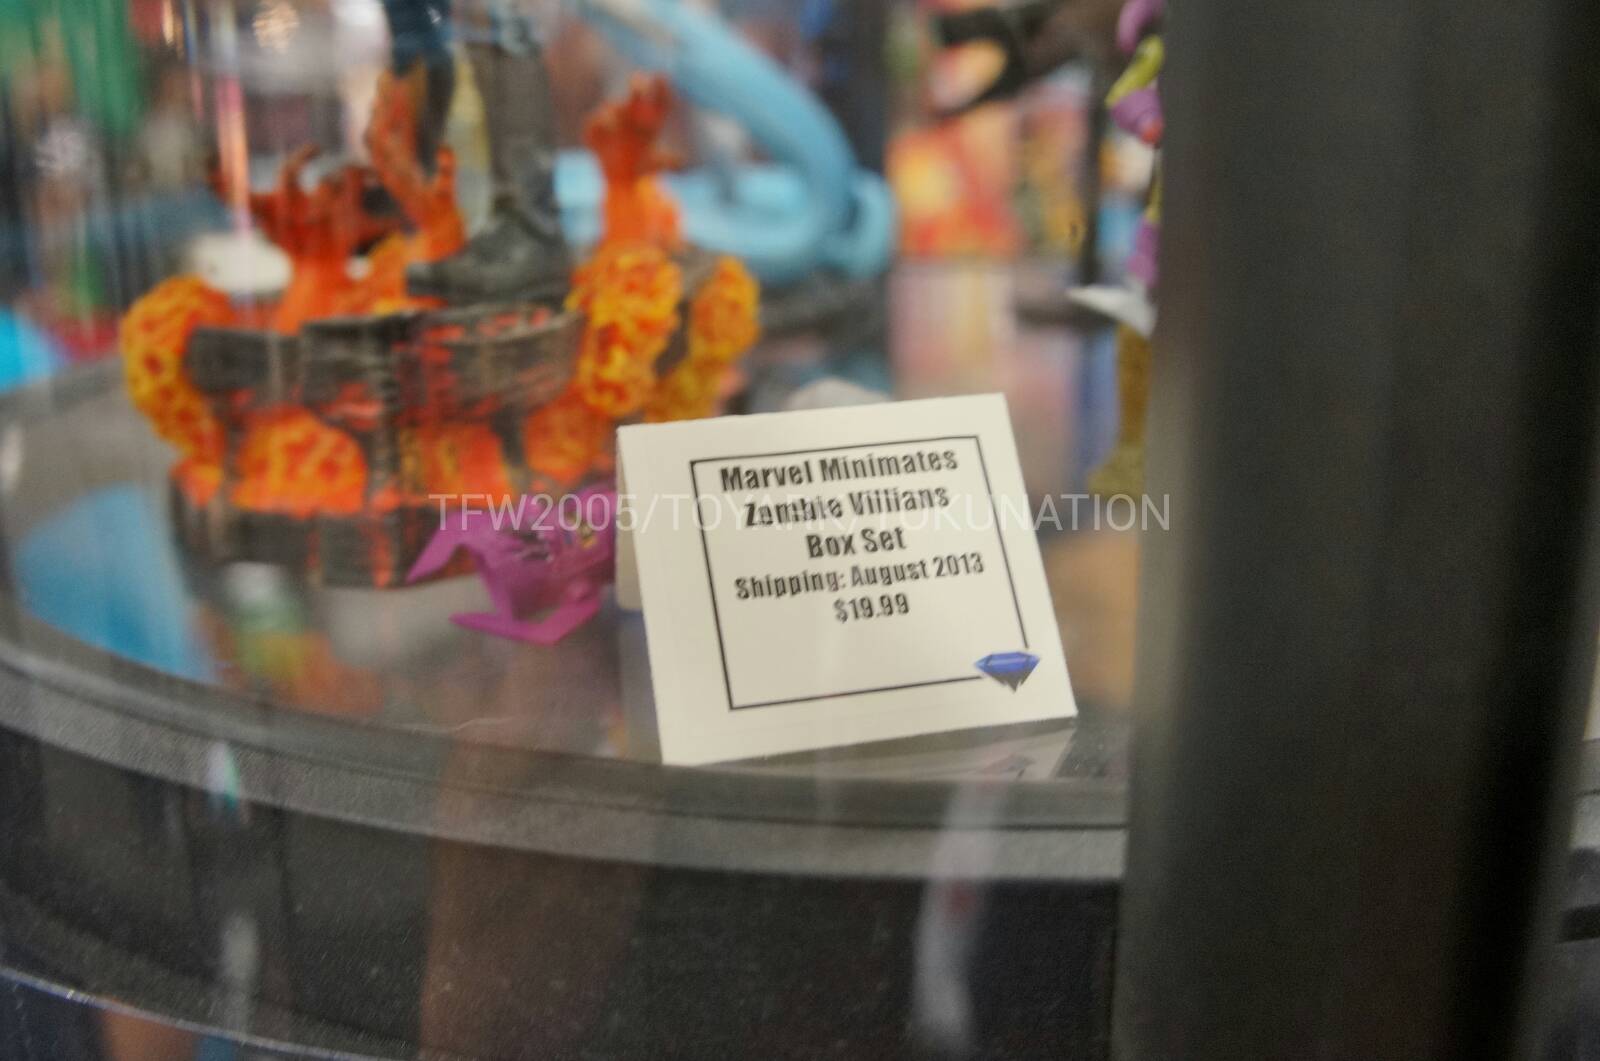 Marvel Minimates
Zombie Villians
Box Set
Shipping: August 2013
$19.99
TFW2005/TOYARK/TOKUNATION